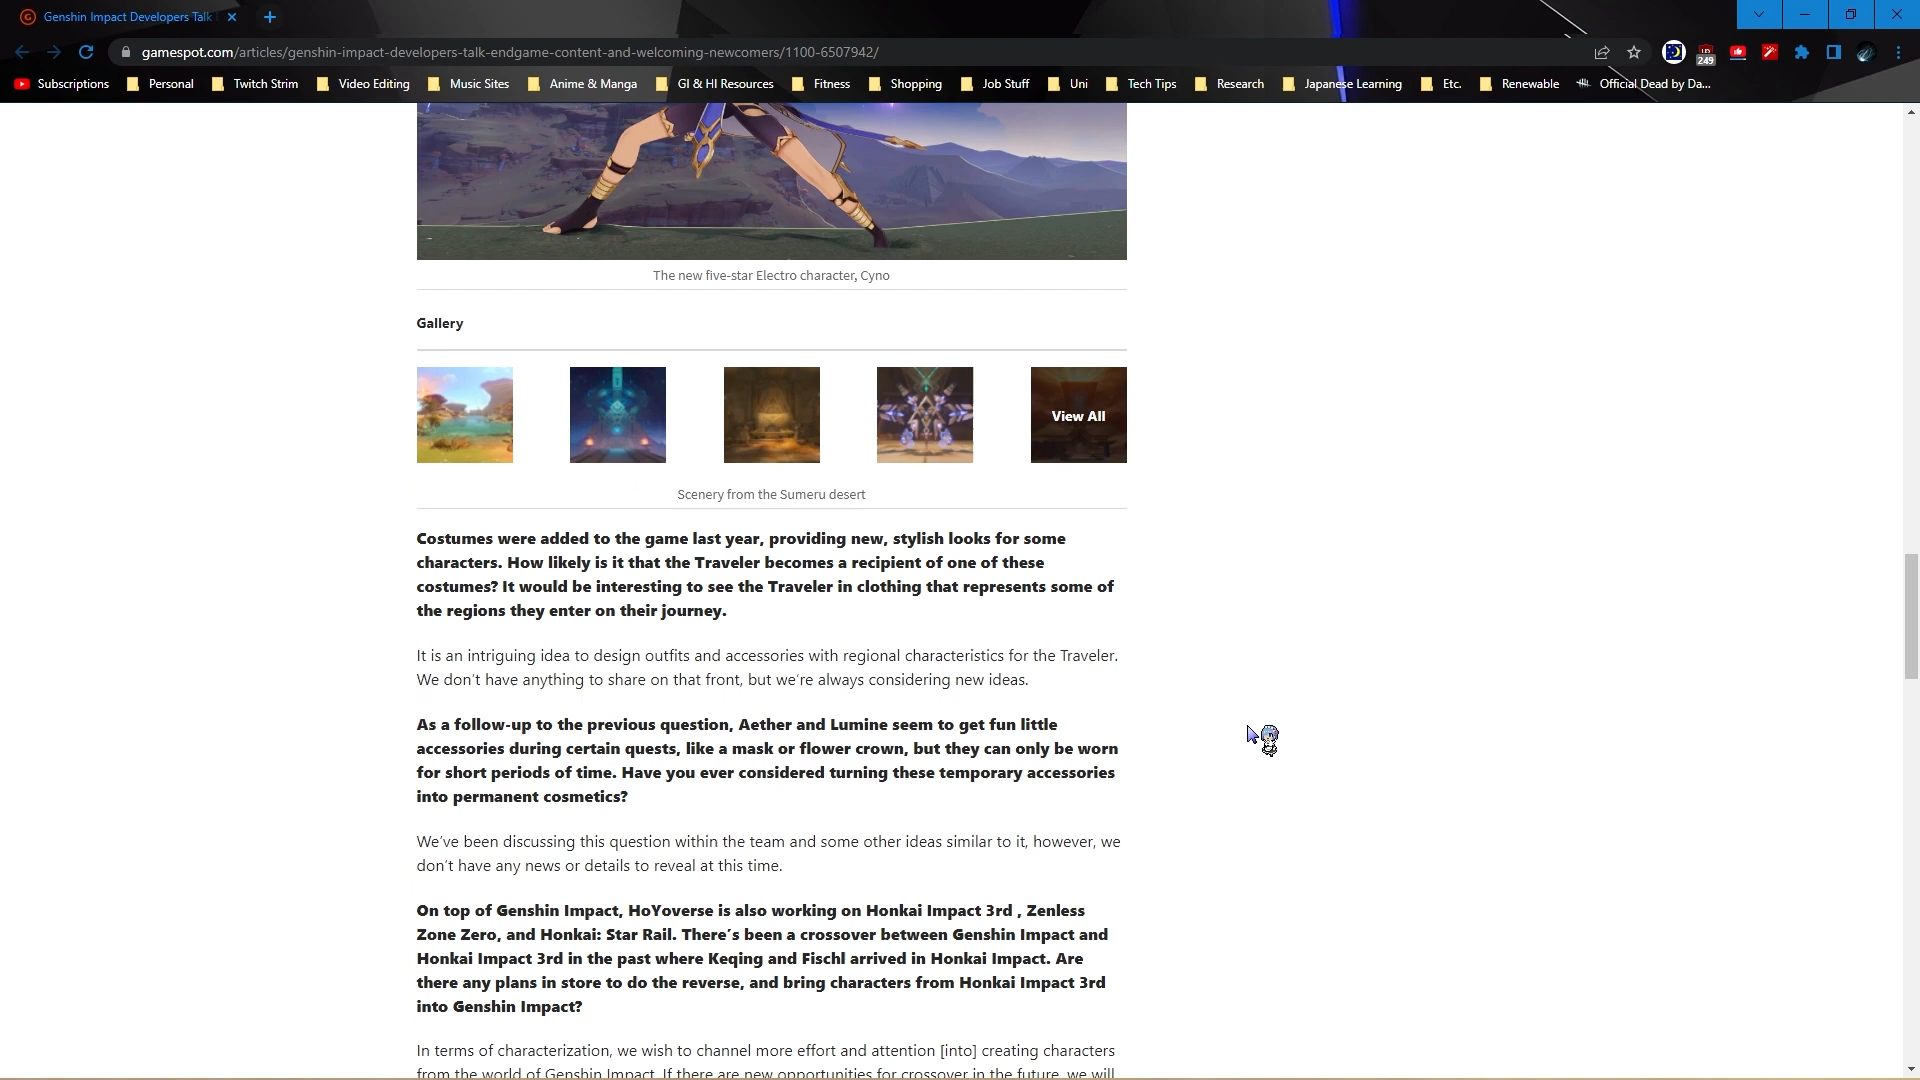 Genshin Impact Developers Talk
gamespot.com/articles/genshin-impact-developers-talk-endgame-content-and-welcoming-newcomers/1100-6507942/
249
Subscriptions Personal Twitch Strim Video Editing Music Sites Anime & Manga GI & HI Resources Fitness Shopping Job Stuff Uni Tech Tips Research Japanese Learning Etc. Renewable Official Dead by Da...
The new five-star Electro character, Cyno
Gallery
View All
Scenery from the Sumeru desert
Costumes were added to the game last year, providing new, stylish looks for some
characters. How likely is it that the Traveler becomes a recipient of one of these
costumes? It would be interesting to see the Traveler in clothing that represents some of
the regions they enter on their journey.
It is an intriguing idea to design outfits and accessories with regional characteristics for the Traveler.
We don't have anything to share on that front, but we're always considering new ideas.
As a follow-up to the previous question, Aether and Lumine seem to get fun little
accessories during certain quests, like a mask or flower crown, but they can only be worn
for short periods of time. Have you ever considered turning these temporary accessories
into permanent cosmetics?
We've been discussing this question within the team and some other ideas similar to it, however, we
don't have any news or details to reveal at this time.
On top of Genshin Impact, HoYoverse is also working on Honkai Impact 3rd , Zenless
Zone Zero, and Honkai: Star Rail. There's been a crossover between Genshin Impact and
Honkai Impact 3rd in the past where Keqing and Fischl arrived in Honkai Impact. Are
there any plans in store to do the reverse, and bring characters from Honkai Impact 3rd
into Genshin Impact?
In terms of characterization, we wish to channel more effort and attention [into] creating characters
from the world of Genshin Impact. If there are new opportunities for crossover in the future, we will